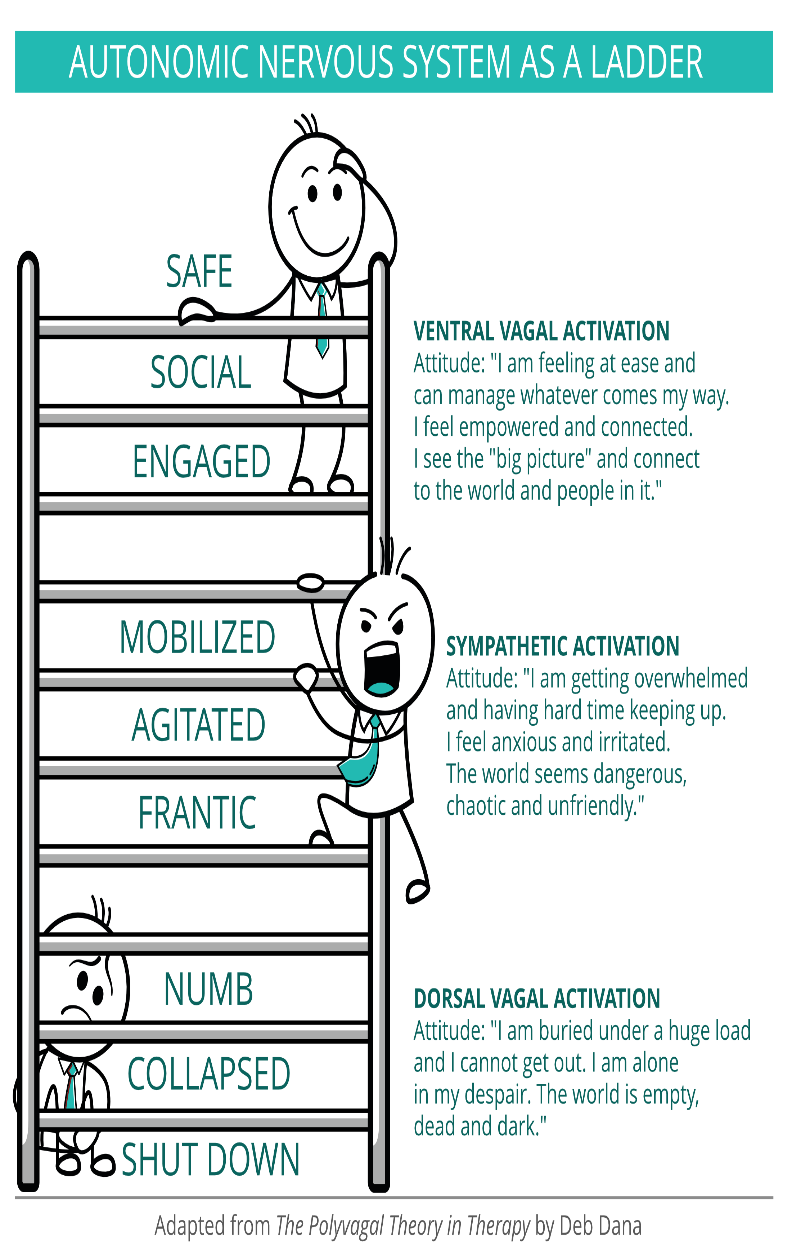 AUTONOMIC NERVOUS SYSTEM AS A LADDER
SAFE
SOCIAL
ENGAGED
VENTRAL VAGAL ACTIVATION
Attitude: "I am feeling at ease and
can manage whatever comes my way.
I feel empowered and connected.
I see the "big picture" and connect
to the world and people in it."
MOBILIZED
AGITATED
FRANTIC
SYMPATHETIC ACTIVATION
Attitude: "I am getting overwhelmed
and having hard time keeping up.
I feel anxious and irritated.
The world seems dangerous,
chaotic and unfriendly."
NUMB
COLLAPSED
SHUT DOWN
DORSAL VAGAL ACTIVATION
Attitude: "I am buried under a huge load
and I cannot get out. I am alone
in my despair. The world is empty,
dead and dark."
Adapted from The Polyvagal Theory in Therapy by Deb Dana